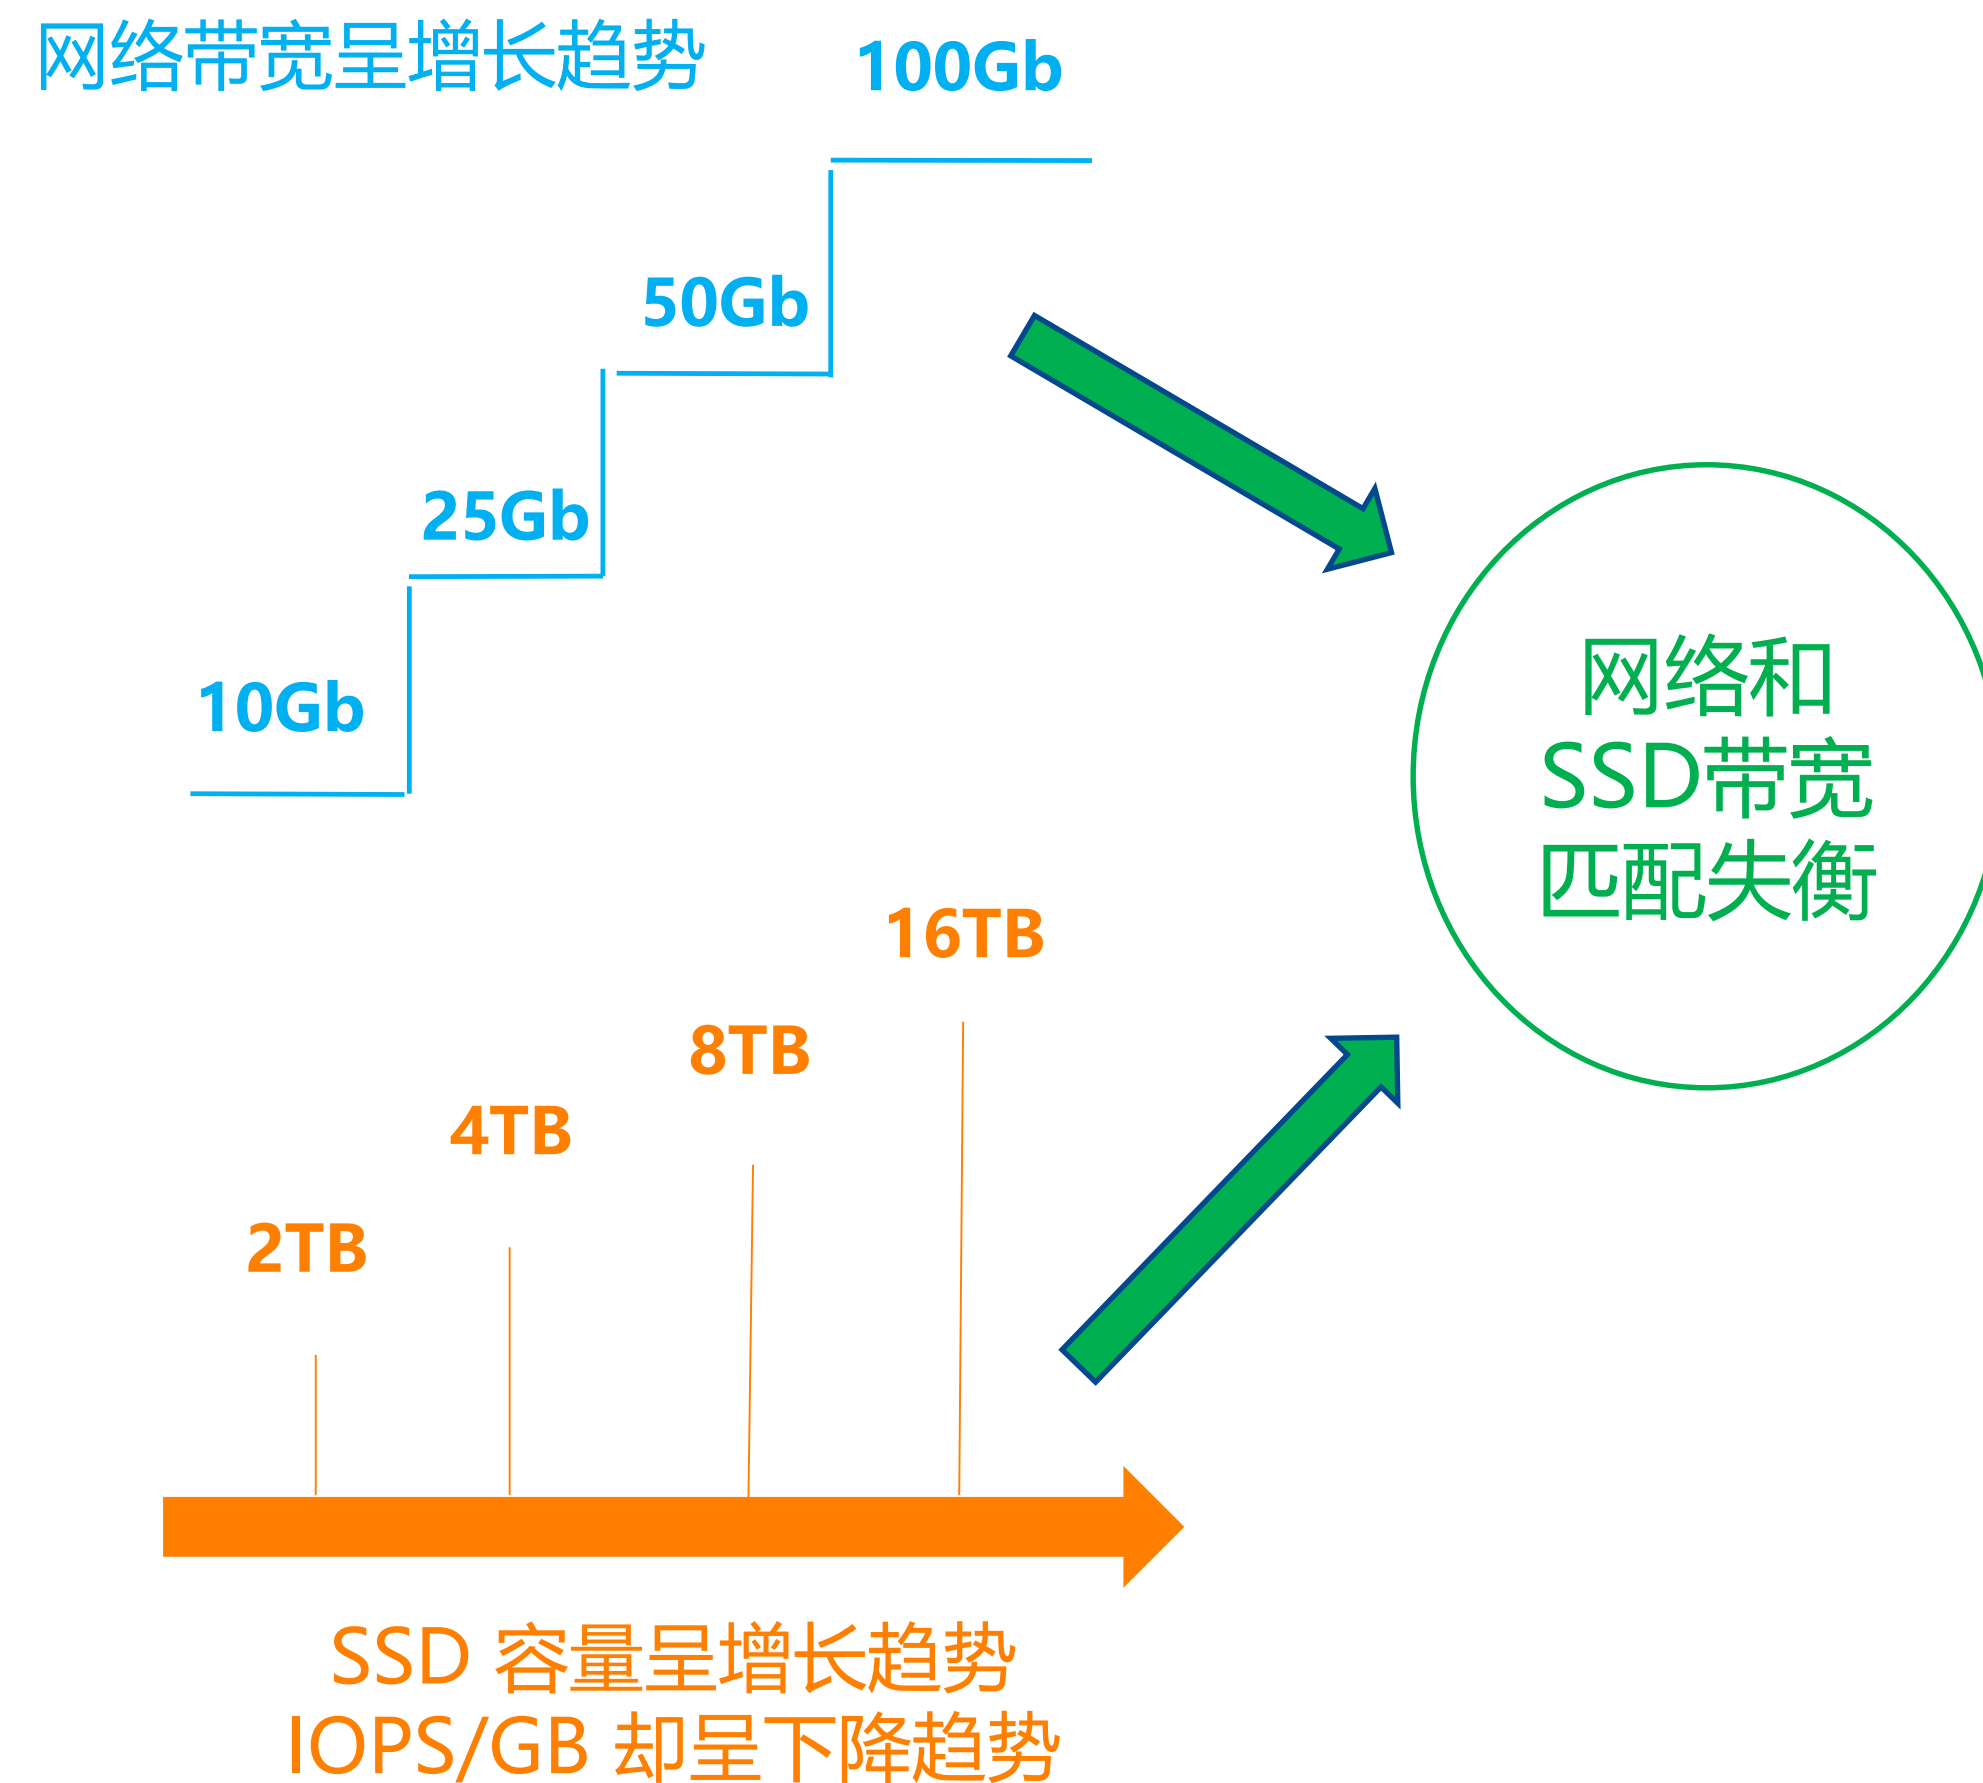 网络带宽呈增长趋势
100Gb
50Gb
25Gb
10Gb
网络和
SSD带宽
匹配失衡
16TB
8TB
4TB
2TB
SSD 容量呈增长趋势
IOPS/GB 却呈下降趋势